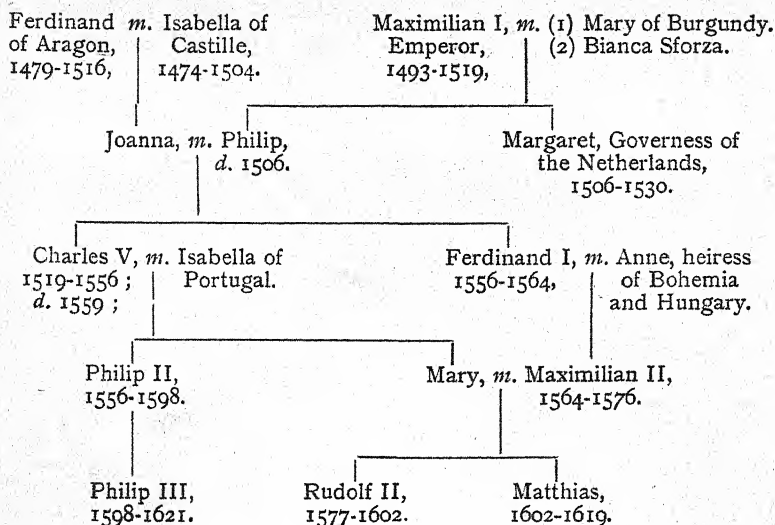 Ferdinand m. Isabella of
of Aragon, Castille,
1479-1516, 1474-1504.
Maximilian I, m. (1) Mary of Burgundy.
Emperor, (2) Bianca Sforza.
1493-1519,
Joanna, m. Philip,
d. 1506.
Margaret, Governess of
the Netherlands,
1506-1530.
Charles V, m. Isabella of
1519-1556 ; Portugal.
d. 1559 ;
Ferdinand I, m. Anne, heiress
1556-1564, of Bohemia
and Hungary.
Philip II,
1556-1598.
Mary, m. Maximilian II,
1564-1576.
Philip III,
1598-1621.
Rudolf II,
1577-1602.
Matthias,
1602-1619.